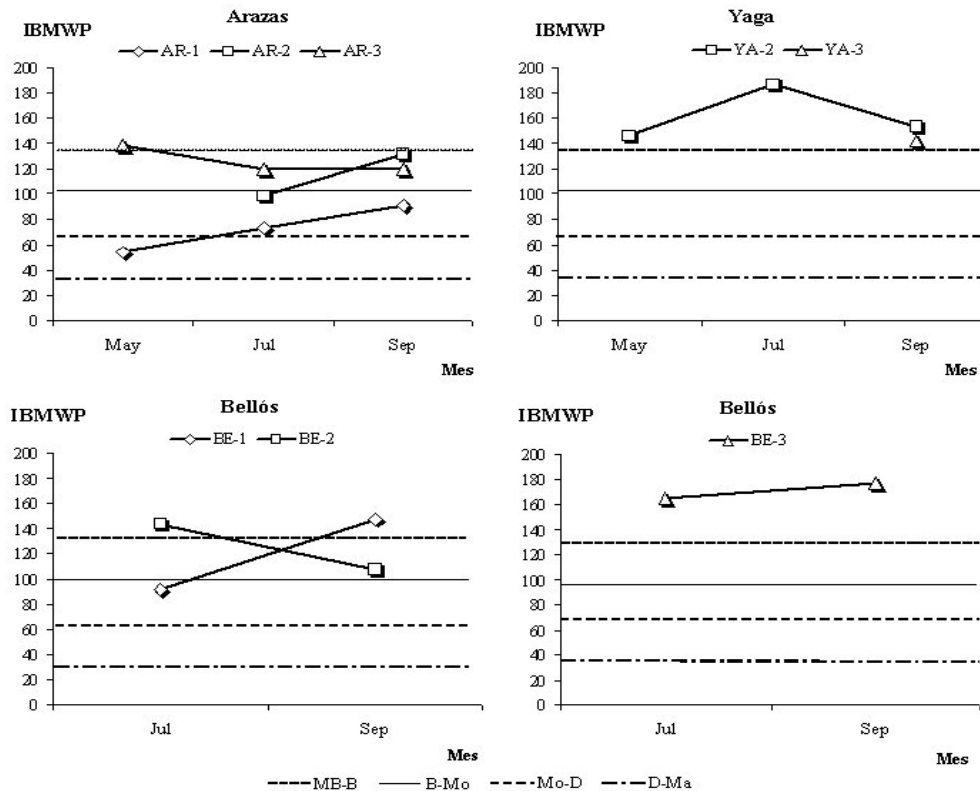 Arazas
IBMWP
AR-1 AR-2 AR-3
200
180
160
140
120
100
80
60
40
20
0
May Jul Sep
Mes
Yaga
IBMWP
YA-2 YA-3
200
180
160
140
120
100
80
60
40
20
0
May Jul Sep
Mes
Bellós
IBMWP
BE-1 BE-2
200
180
160
140
120
100
80
60
40
20
0
Jul Sep
Mes
Bellós
IBMWP
BE-3
200
180
160
140
120
100
80
60
40
20
0
Jul Sep
Mes
MB-B B-Mo Mo-D D-Ma